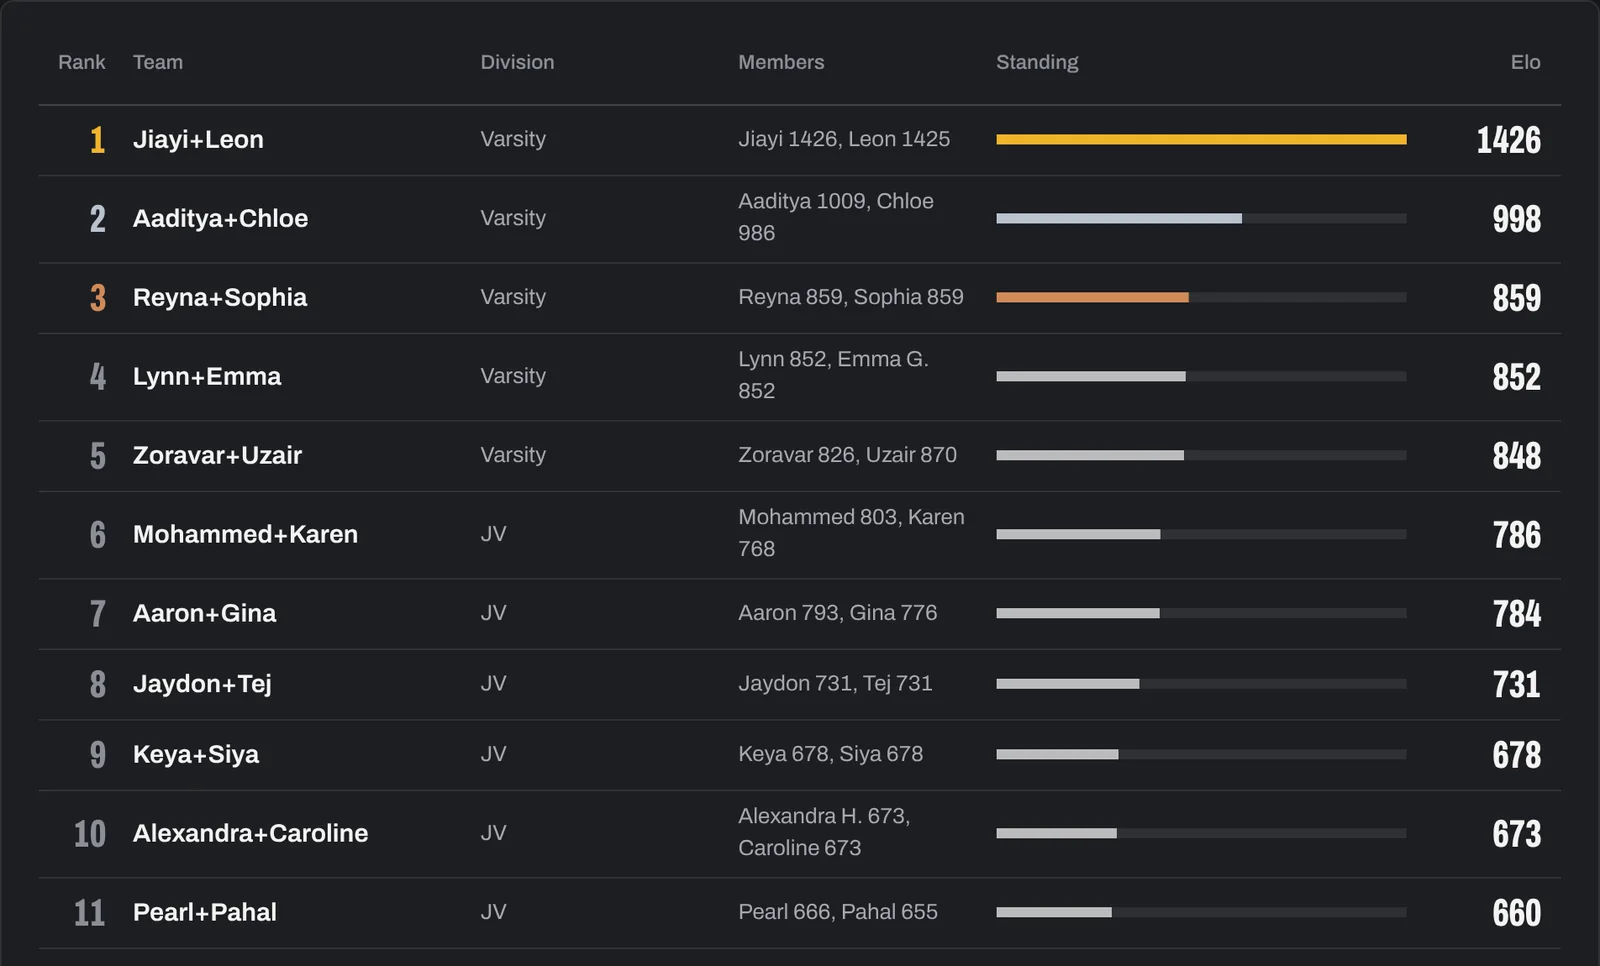 Rank Team Division Members Standing Elo
1 Jiayi+Leon Varsity Jiayi 1426, Leon 1425 1426
2 Aaditya+Chloe Varsity Aaditya 1009, Chloe
986 998
3 Reyna+Sophia Varsity Reyna 859, Sophia 859 859
4 Lynn+Emma Varsity Lynn 852, Emma G.
852 852
5 Zoravar+Uzair Varsity Zoravar 826, Uzair 870 848
6 Mohammed+Karen JV Mohammed 803, Karen
768 786
7 Aaron+Gina JV Aaron 793, Gina 776 784
8 Jaydon+Tej JV Jaydon 731, Tej 731 731
9 Keya+Siya JV Keya 678, Siya 678 678
10 Alexandra+Caroline JV Alexandra H. 673,
Caroline 673 673
11 Pearl+Pahal JV Pearl 666, Pahal 655 660